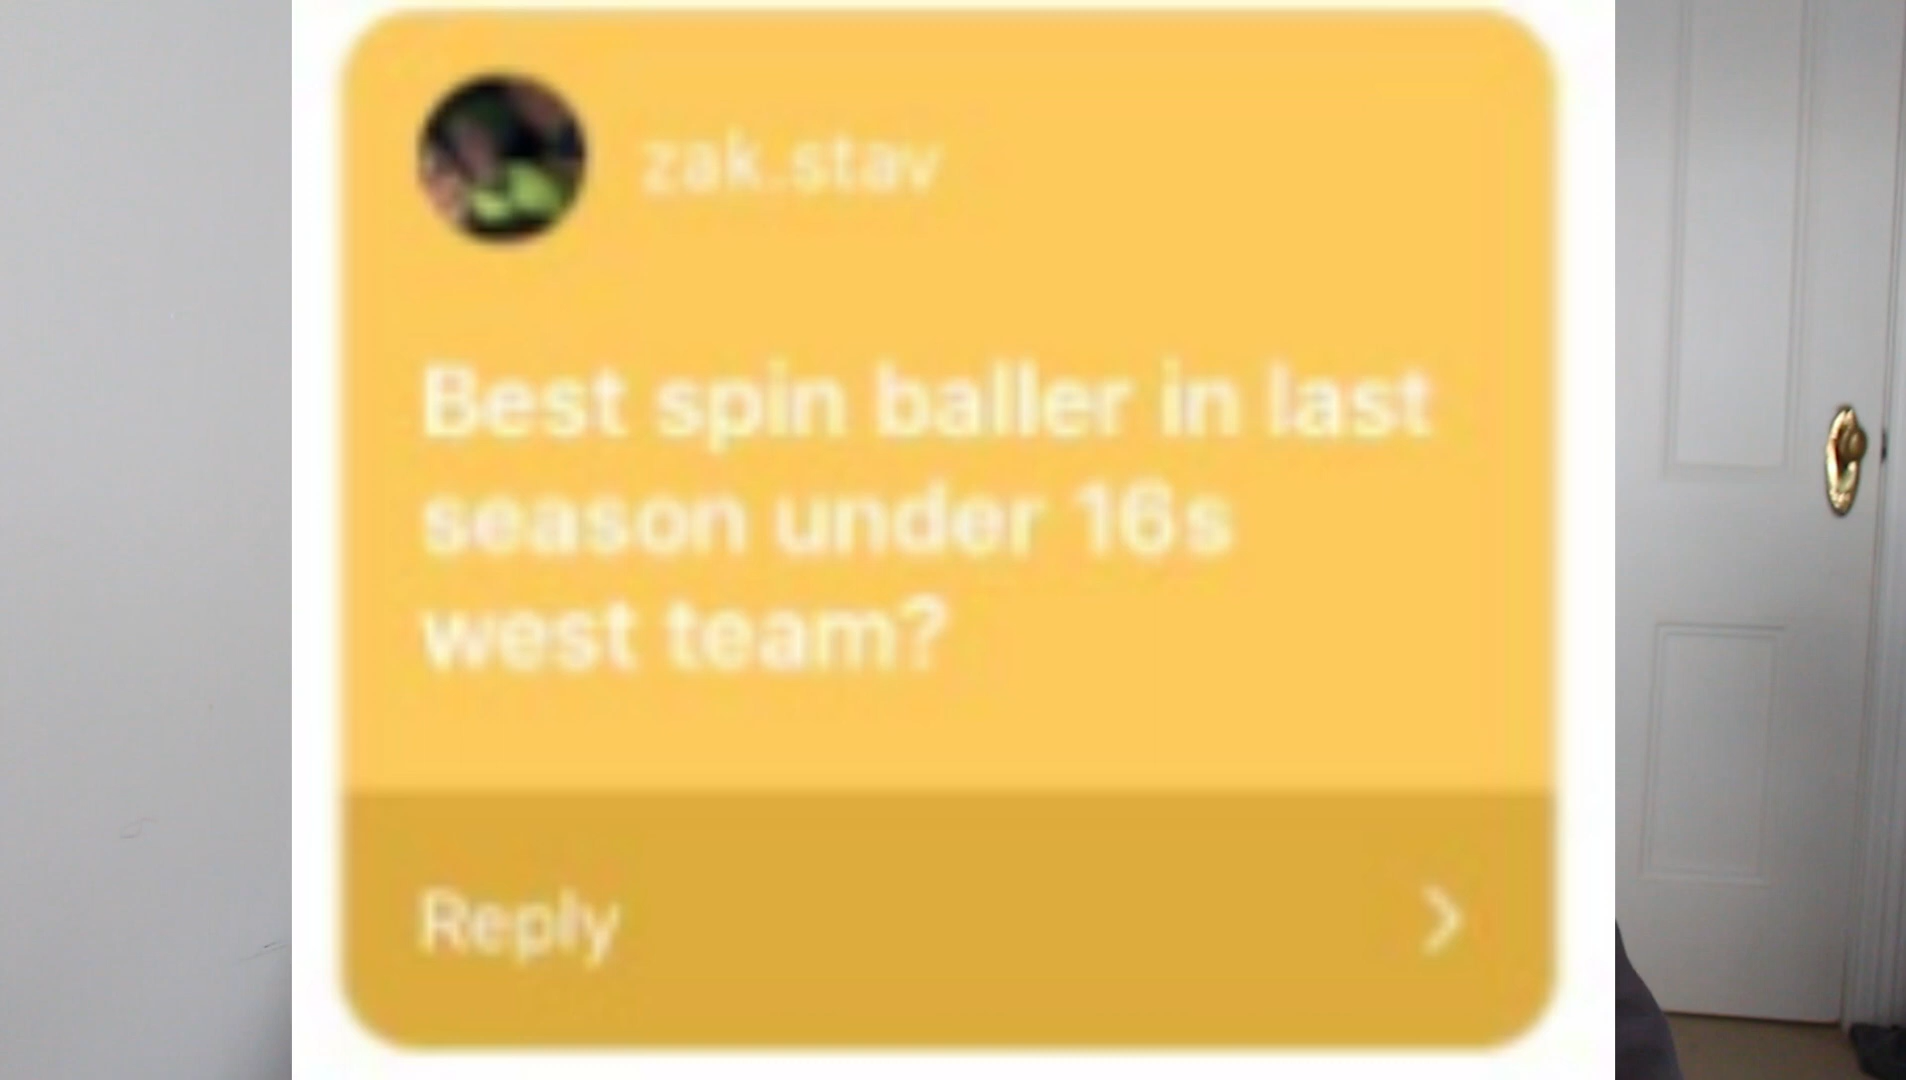 zak.stav
Best spin baller in last
season under 16s
west team?
Reply